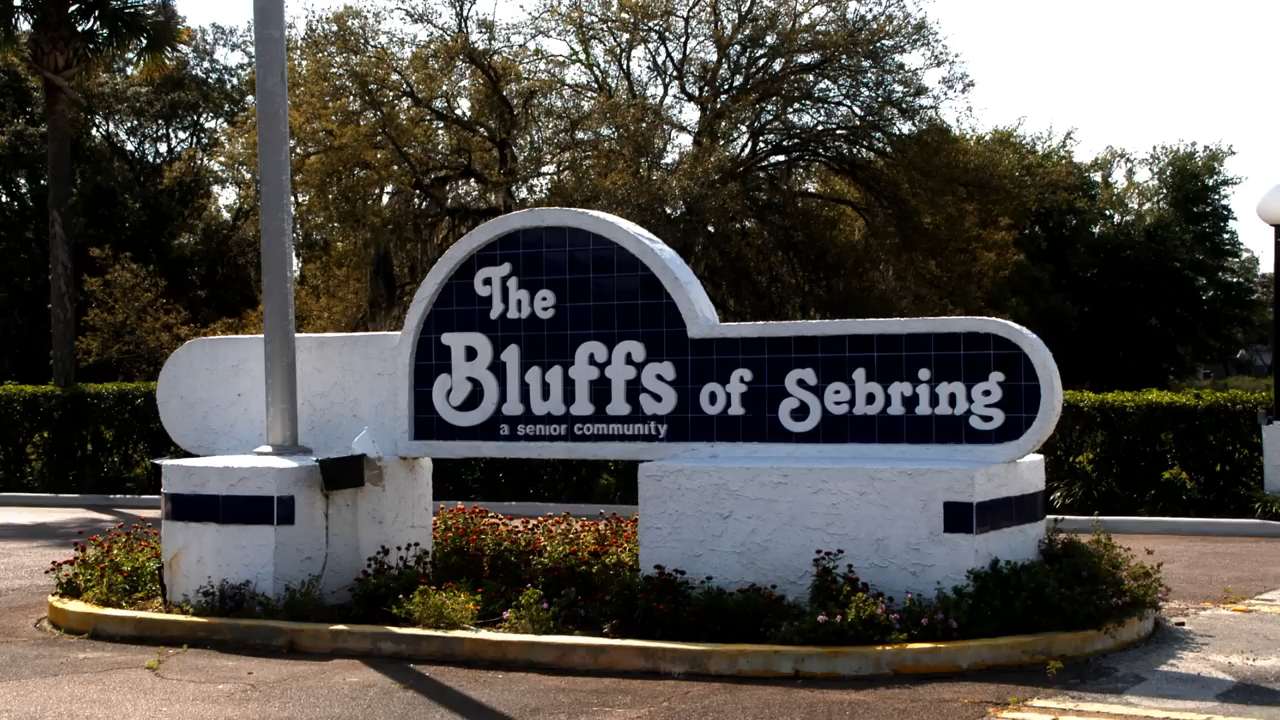 The
Bluffs of Sebring
a senior community